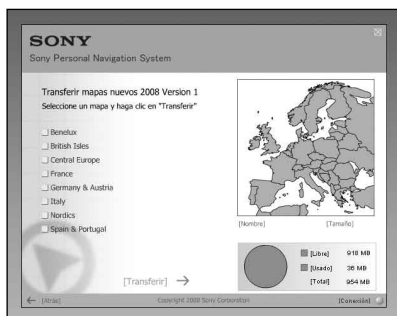 SONY
Sony Personal Navigation System
Transferir mapas nuevos 2008 Version 1
Seleccione un mapa y haga clic en "Transferir"
Benelux
British Isles
Central Europe
France
Germany & Austria
Italy
Nordics
Spain & Portugal
[Nombre] [Tamaño]
[Libre] 918 MB
[Usado] 36 MB
[Total] 954 MB
[Transferir]
[Atras] Copyright 2008 Sony Corporation [Conexión]